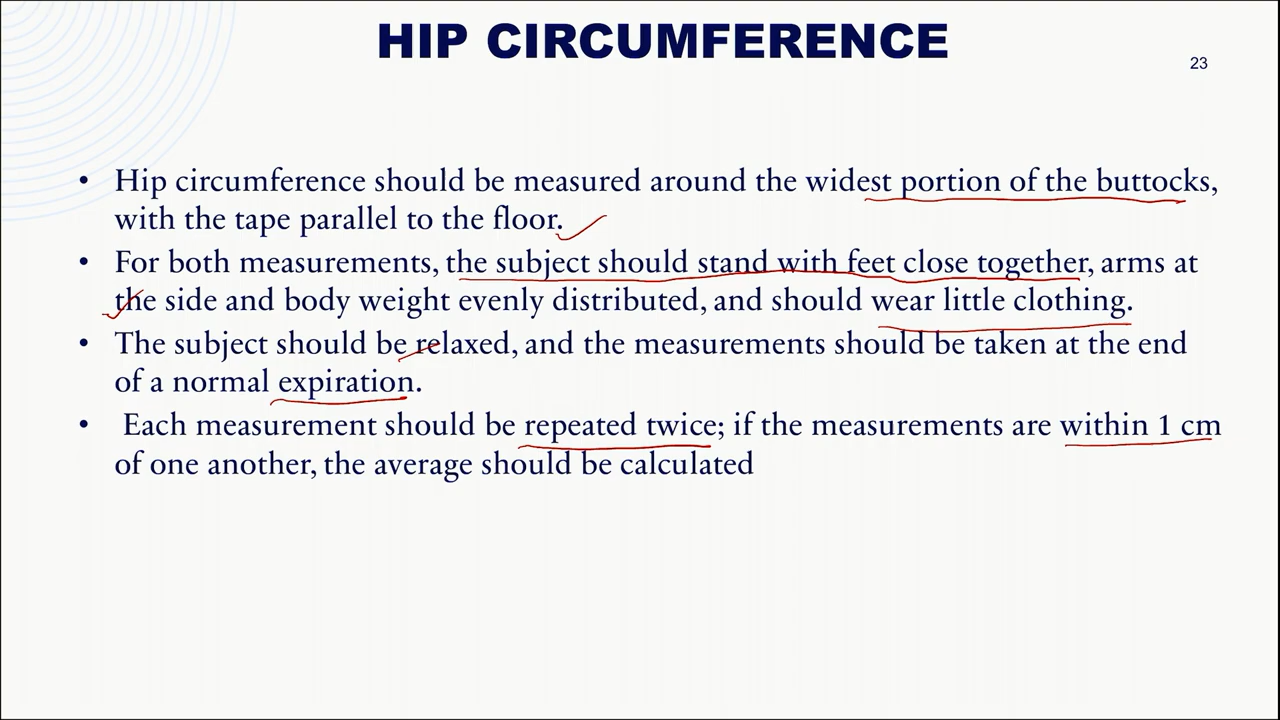 HIP CIRCUMFERENCE
23
• Hip circumference should be measured around the widest portion of the buttocks,
with the tape parallel to the floor.
• For both measurements, the subject should stand with feet close together, arms at
the side and body weight evenly distributed, and should wear little clothing.
• The subject should be relaxed, and the measurements should be taken at the end
of a normal expiration.
• Each measurement should be repeated twice; if the measurements are within 1 cm
of one another, the average should be calculated